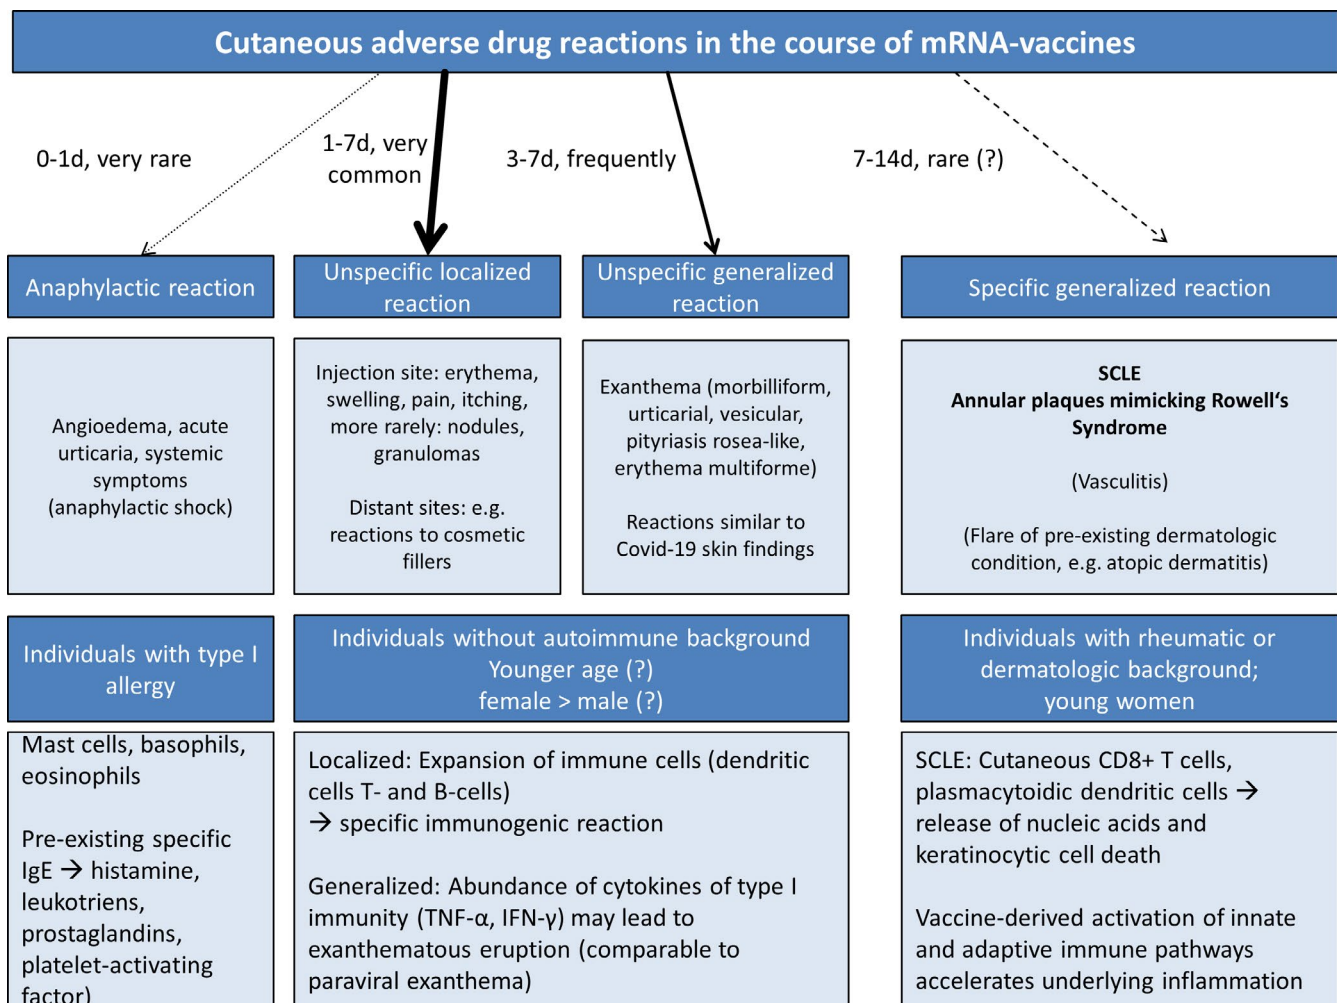 Cutaneous adverse drug reactions in the course of mRNA-vaccines
0-1d, very rare
1-7d, very
common
3-7d, frequently
7-14d, rare (?)
Anaphylactic reaction
Unspecific localized
reaction
Unspecific generalized
reaction
Specific generalized reaction
Angioedema, acute
urticaria, systemic
symptoms
(anaphylactic shock)
Injection site: erythema,
swelling, pain, itching,
more rarely: nodules,
granulomas
Distant sites: e.g.
reactions to cosmetic
fillers
Exanthema (morbilliform,
urticarial, vesicular,
pityriasis rosea-like,
erythema multiforme)
Reactions similar to
Covid-19 skin findings
SCLE
Annular plaques mimicking Rowell‘s
Syndrome
(Vasculitis)
(Flare of pre-existing dermatologic
condition, e.g. atopic dermatitis)
Individuals with type I
allergy
Individuals without autoimmune background
Younger age (?)
female > male (?)
Individuals with rheumatic or
dermatologic background;
young women
Mast cells, basophils,
eosinophils
Pre-existing specific
IgE → histamine,
leukotriens,
prostaglandins,
platelet-activating
factor)
Localized: Expansion of immune cells (dendritic
cells T- and B-cells)
→ specific immunogenic reaction
Generalized: Abundance of cytokines of type I
immunity (TNF-α, IFN-γ) may lead to
exanthematous eruption (comparable to
paraviral exanthema)
SCLE: Cutaneous CD8+ T cells,
plasmacytoidic dendritic cells →
release of nucleic acids and
keratinocytic cell death
Vaccine-derived activation of innate
and adaptive immune pathways
accelerates underlying inflammation